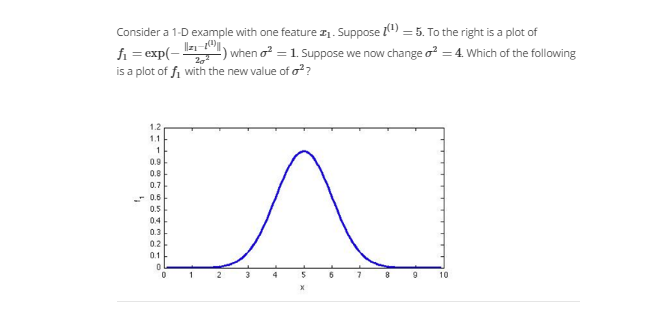 Consider a 1-D example with one feature x₁. Suppose l⁽¹⁾ = 5. To the right is a plot of
f₁ = exp(− ||x₁−l⁽¹⁾|| / 2σ²) when σ² = 1. Suppose we now change σ² = 4. Which of the following
is a plot of f₁ with the new value of σ²?
1.2
1.1
1
0.9
0.8
0.7
0.6
0.5
0.4
0.3
0.2
0.1
0
f₁
0 1 2 3 4 5 6 7 8 9 10
x